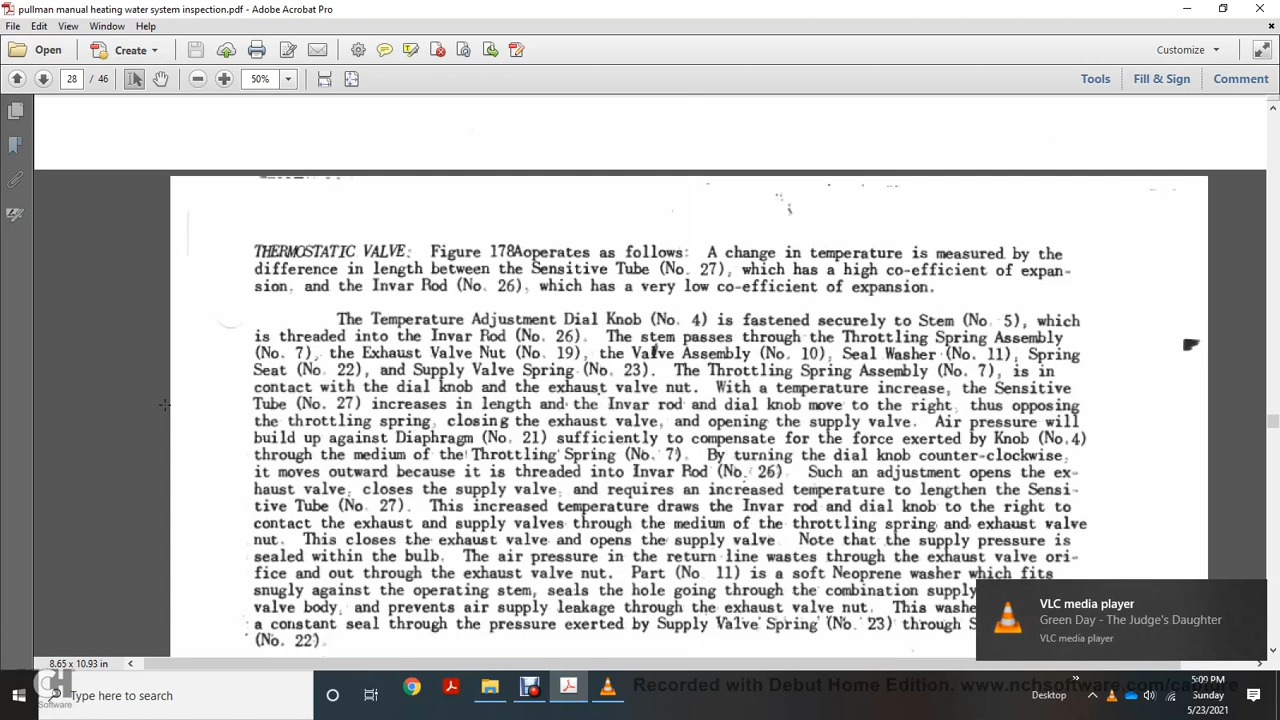 pullman manual heating water system inspection.pdf - Adobe Acrobat Pro
File Edit View Window Help
Open Create Customize
28 / 46 50% Tools Fill & Sign Comment
THERMOSTATIC VALVE: Figure 178A operates as follows: A change in temperature is measured by the
difference in length between the Sensitive Tube (No. 27), which has a high co-efficient of expan-
sion, and the Invar Rod (No. 26), which has a very low co-efficient of expansion.
The Temperature Adjustment Dial Knob (No. 4) is fastened securely to Stem (No. 5), which
is threaded into the Invar Rod (No. 26). The stem passes through the Throttling Spring Assembly
(No. 7), the Exhaust Valve Nut (No. 19), the Valve Assembly (No. 10), Seal Washer (No. 11), Spring
Seat (No. 22), and Supply Valve Spring (No. 23). The Throttling Spring Assembly (No. 7), is in
contact with the dial knob and the exhaust valve nut. With a temperature increase, the Sensitive
Tube (No. 27) increases in length and the Invar rod and dial knob move to the right, thus opposing
the throttling spring, closing the exhaust valve, and opening the supply valve. Air pressure will
build up against Diaphragm (No. 21) sufficiently to compensate for the force exerted by Knob (No.4)
through the medium of the Throttling Spring (No. 7). By turning the dial knob counter-clockwise,
it moves outward because it is threaded into Invar Rod (No. 26). Such an adjustment opens the ex-
haust valve, closes the supply valve, and requires an increased temperature to lengthen the Sensi-
tive Tube (No. 27). This increased temperature draws the Invar rod and dial knob to the right to
contact the exhaust and supply valves through the medium of the throttling spring and exhaust valve
nut. This closes the exhaust valve and opens the supply valve. Note that the supply pressure is
sealed within the bulb. The air pressure in the return line wastes through the exhaust valve ori-
fice and out through the exhaust valve nut. Part (No. 11) is a soft Neoprene washer which fits
snugly against the operating stem, seals the hole going through the combination supply
valve body, and prevents air supply leakage through the exhaust valve nut. This washe
a constant seal through the pressure exerted by Supply Valve Spring (No. 23) through S
(No. 22).
VLC media player
Green Day - The Judge's Daughter
VLC media player
8.65 x 10.93 in
Recorded with Debut Home Edition. www.nchsoftware.com/capture
NCH Software
Type here to search
Desktop
5:09 PM
Sunday
5/23/2021